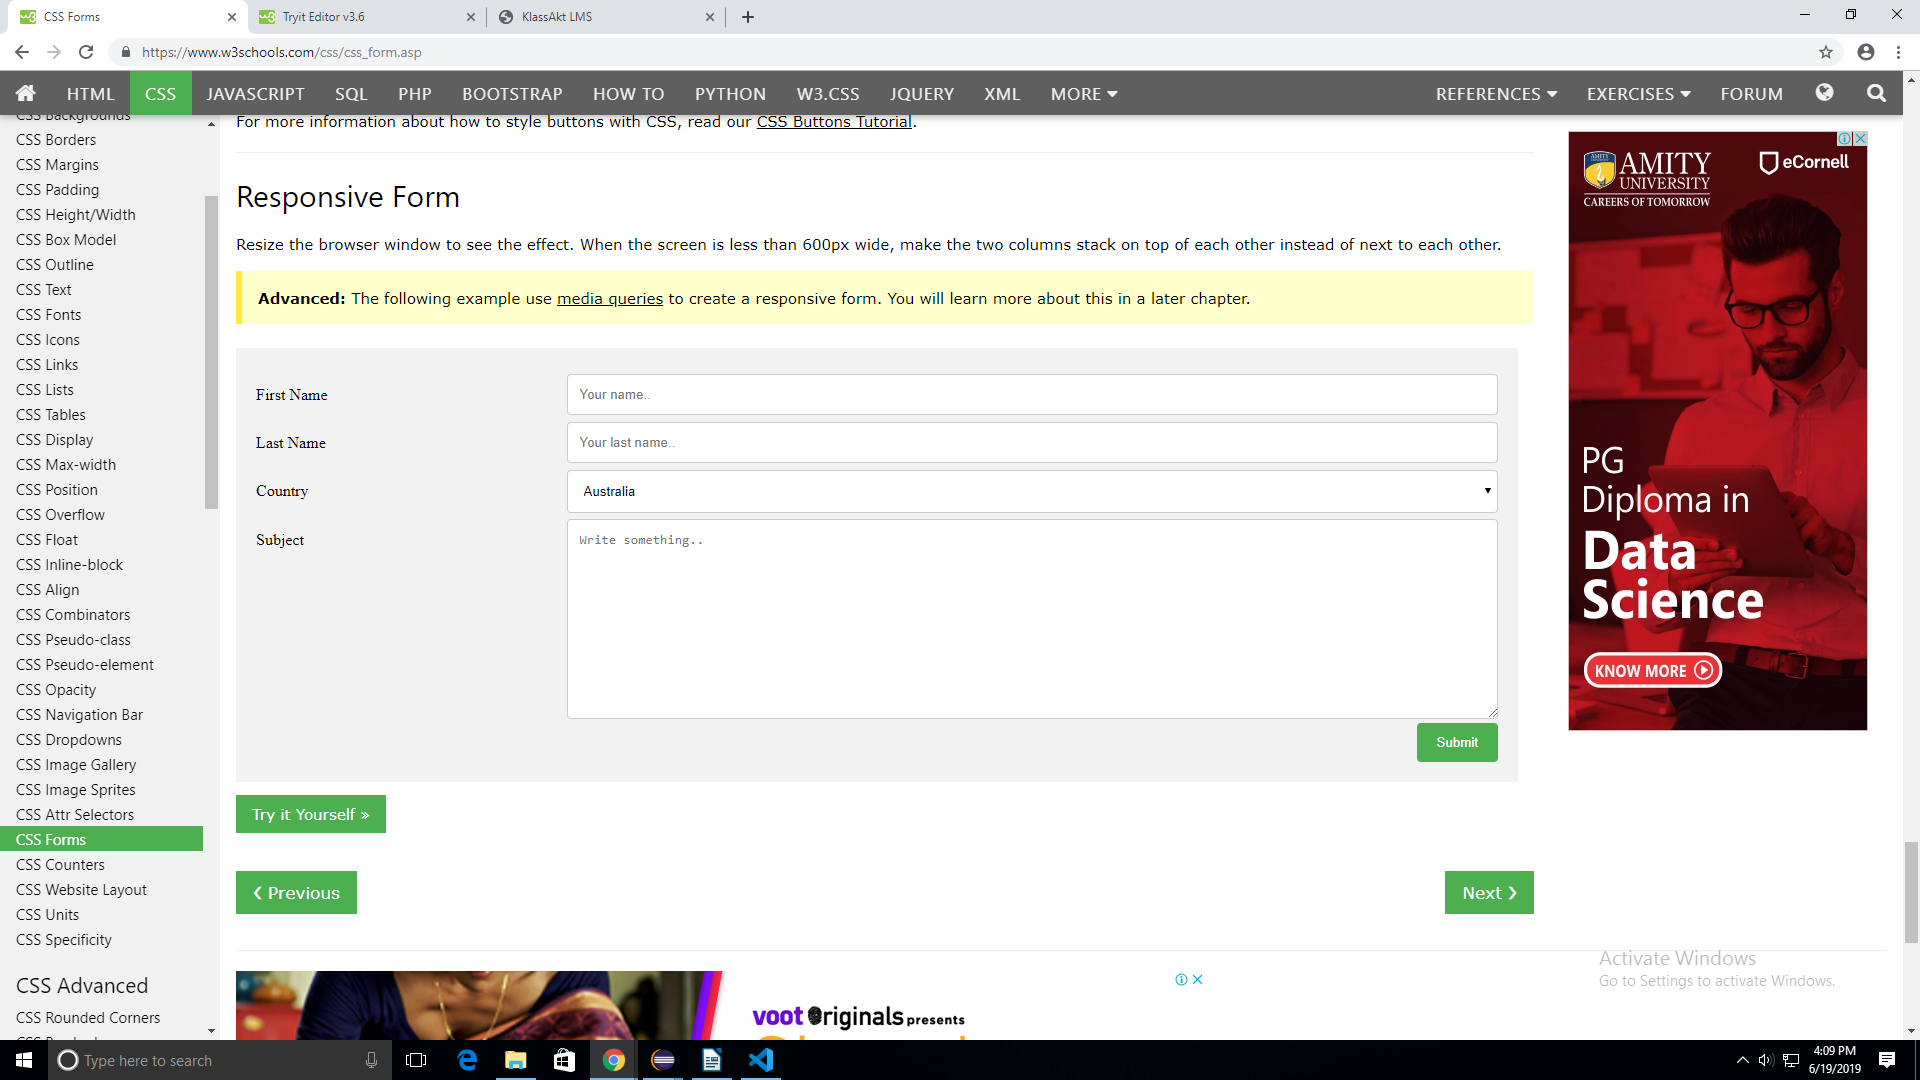 CSS Forms
Tryit Editor v3.6
KlassAkt LMS
https://www.w3schools.com/css/css_form.asp
HTML
CSS
JAVASCRIPT
SQL
PHP
BOOTSTRAP
HOW TO
PYTHON
W3.CSS
JQUERY
XML
MORE
REFERENCES
EXERCISES
FORUM
CSS Backgrounds
CSS Borders
CSS Margins
CSS Padding
CSS Height/Width
CSS Box Model
CSS Outline
CSS Text
CSS Fonts
CSS Icons
CSS Links
CSS Lists
CSS Tables
CSS Display
CSS Max-width
CSS Position
CSS Overflow
CSS Float
CSS Inline-block
CSS Align
CSS Combinators
CSS Pseudo-class
CSS Pseudo-element
CSS Opacity
CSS Navigation Bar
CSS Dropdowns
CSS Image Gallery
CSS Image Sprites
CSS Attr Selectors
CSS Forms
CSS Counters
CSS Website Layout
CSS Units
CSS Specificity
CSS Advanced
CSS Rounded Corners
For more information about how to style buttons with CSS, read our CSS Buttons Tutorial.
Responsive Form
Resize the browser window to see the effect. When the screen is less than 600px wide, make the two columns stack on top of each other instead of next to each other.
Advanced: The following example use media queries to create a responsive form. You will learn more about this in a later chapter.
First Name
Your name..
Last Name
Your last name..
Country
Australia
Subject
Write something..
Submit
Try it Yourself »
❮ Previous
Next ❯
AMITY
UNIVERSITY
CAREERS OF TOMORROW
eCornell
PG
Diploma in
Data
Science
KNOW MORE
voot Originals presents
Activate Windows
Go to Settings to activate Windows.
Type here to search
4:09 PM
6/19/2019